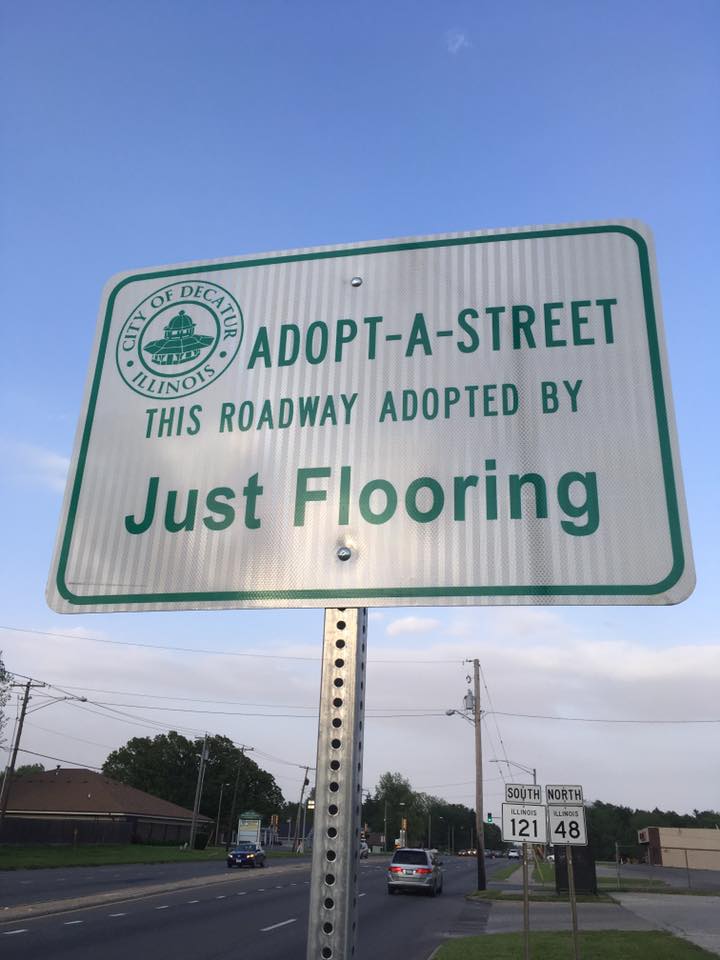 CITY OF DECATUR
ILLINOIS
ADOPT-A-STREET
THIS ROADWAY ADOPTED BY
Just Flooring
SOUTH
ILLINOIS
121
NORTH
ILLINOIS
48